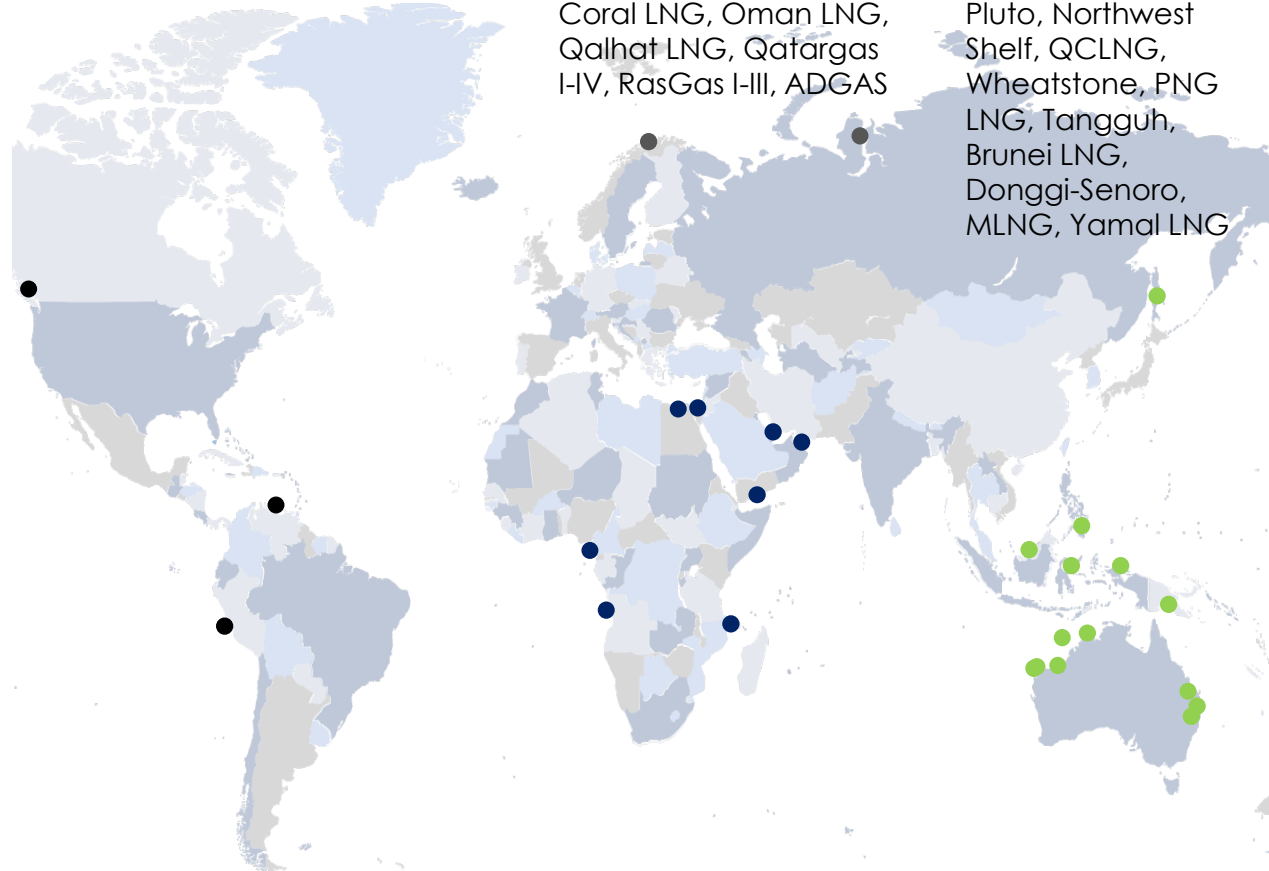 Coral LNG, Oman LNG,
Qalhat LNG, Qatargas
I-IV, RasGas I-III, ADGAS
Pluto, Northwest
Shelf, QCLNG,
Wheatstone, PNG
LNG, Tangguh,
Brunei LNG,
Donggi-Senoro,
MLNG, Yamal LNG